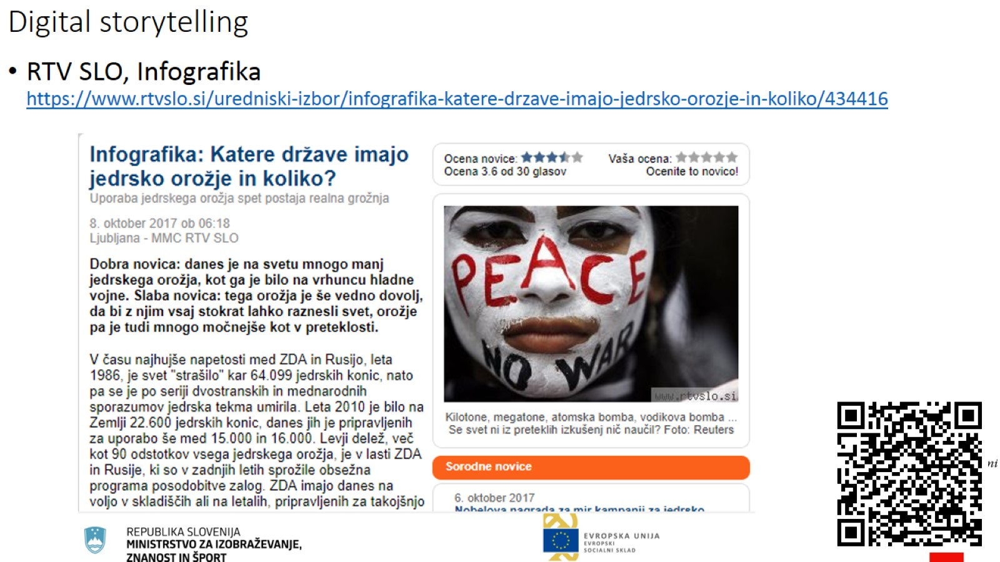 Digital storytelling
• RTV SLO, Infografika
https://www.rtvslo.si/uredniski-izbor/infografika-katere-drzave-imajo-jedrsko-orozje-in-koliko/434416
Infografika: Katere države imajo
jedrsko orožje in koliko?
Uporaba jedrskega orožja spet postaja realna grožnja
8. oktober 2017 ob 06:18
Ljubljana - MMC RTV SLO
Dobra novica: danes je na svetu mnogo manj
jedrskega orožja, kot ga je bilo na vrhuncu hladne
vojne. Slaba novica: tega orožja je še vedno dovolj,
da bi z njim vsaj stokrat lahko raznesli svet, orožje
pa je tudi mnogo močnejše kot v preteklosti.
V času najhujše napetosti med ZDA in Rusijo, leta
1986, je svet "strašilo" kar 64.099 jedrskih konic, nato
pa se je po seriji dvostranskih in mednarodnih
sporazumov jedrska tekma umirila. Leta 2010 je bilo na
Zemlji 22.600 jedrskih konic, danes jih je pripravljenih
za uporabo še med 15.000 in 16.000. Levji delež, več
kot 90 odstotkov vsega jedrskega orožja, je v lasti ZDA
in Rusije, ki so v zadnjih letih sprožile obsežna
programa posodobitve zalog. ZDA imajo danes na
voljo v skladiščih ali na letalih, pripravljenih za takojšnjo
Ocena novice:
Vaša ocena:
Ocena 3.6 od 30 glasov
Ocenite to novico!
PEACE
NO WAR
www.rtvslo.si
Kilotone, megatone, atomska bomba, vodikova bomba ...
Se svet ni iz preteklih izkušenj nič naučil? Foto: Reuters
Sorodne novice
6. oktober 2017
Nobelova nagrada za mir kampanji za jedrsko
ni
REPUBLIKA SLOVENIJA
MINISTRSTVO ZA IZOBRAŽEVANJE,
ZNANOST IN ŠPORT
EVROPSKA UNIJA
EVROPSKI
SOCIALNI SKLAD